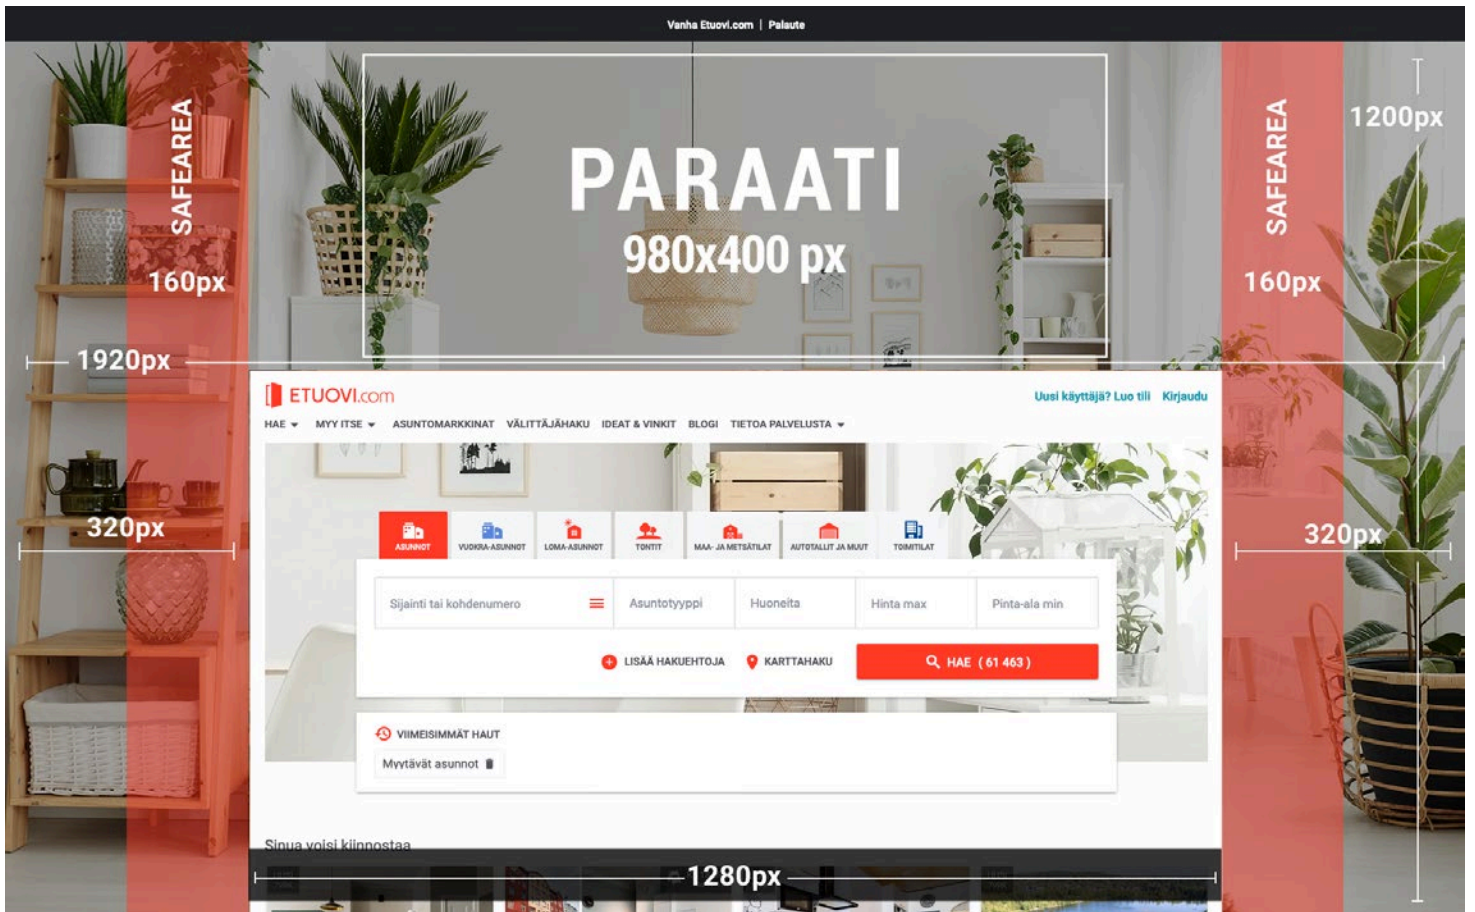 Vanha Etuovi.com | Palaute
SAFEAREA
160px
PARAATI
980x400 px
SAFEAREA
160px
1200px
1920px
ETUOVI.com
Uusi käyttäjä? Luo tili Kirjaudu
HAE MYY ITSE ASUNTOMARKKINAT VÄLITTÄJÄHAKU IDEAT & VINKIT BLOGI TIETOA PALVELUSTA
320px
320px
ASUNNOT VUOKRA-ASUNNOT LOMA-ASUNNOT TONTIT MAA- JA METSÄTILAT AUTOTALLIT JA MUUT TOIMITILAT
Sijainti tai kohdenumero Asuntotyyppi Huoneita Hinta max Pinta-ala min
LISÄÄ HAKUEHTOJA KARTTAHAKU HAE ( 61 463 )
VIIMEISIMMÄT HAUT
Myytävät asunnot
Sinua voisi kiinnostaa
1280px